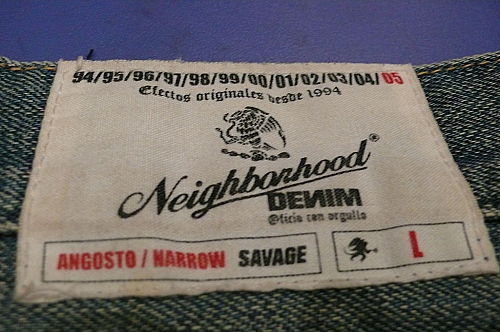 94/95/96/97/98/99/00/01/02/03/04/05
Efectos originales desde 1994
Neighborhood®
DENIM
@ficio con orgullo
ANGOSTO / NARROW SAVAGE
L